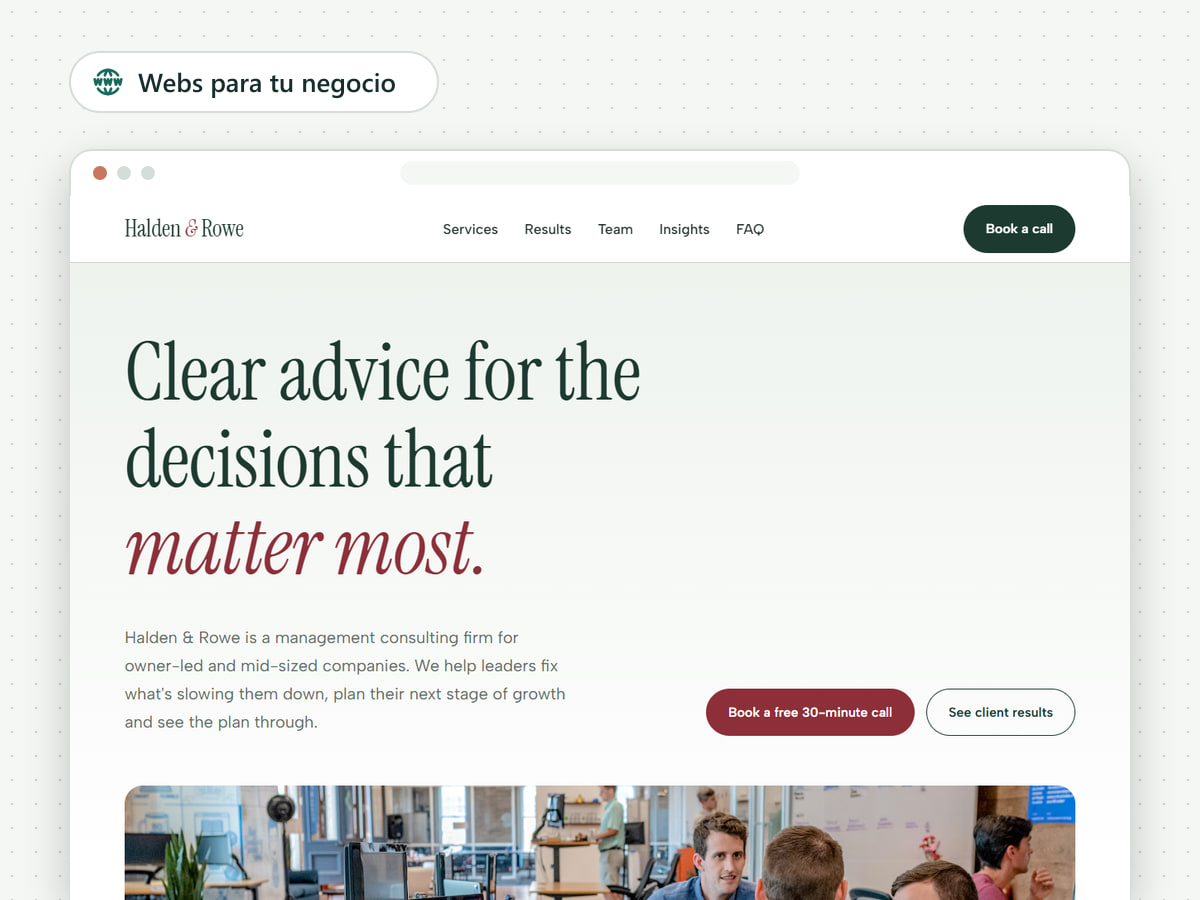 www
Webs para tu negocio
Halden & Rowe
Services
Results
Team
Insights
FAQ
Book a call
Clear advice for the
decisions that
matter most.
Halden & Rowe is a management consulting firm for
owner-led and mid-sized companies. We help leaders fix
what's slowing them down, plan their next stage of growth
and see the plan through.
Book a free 30-minute call
See client results